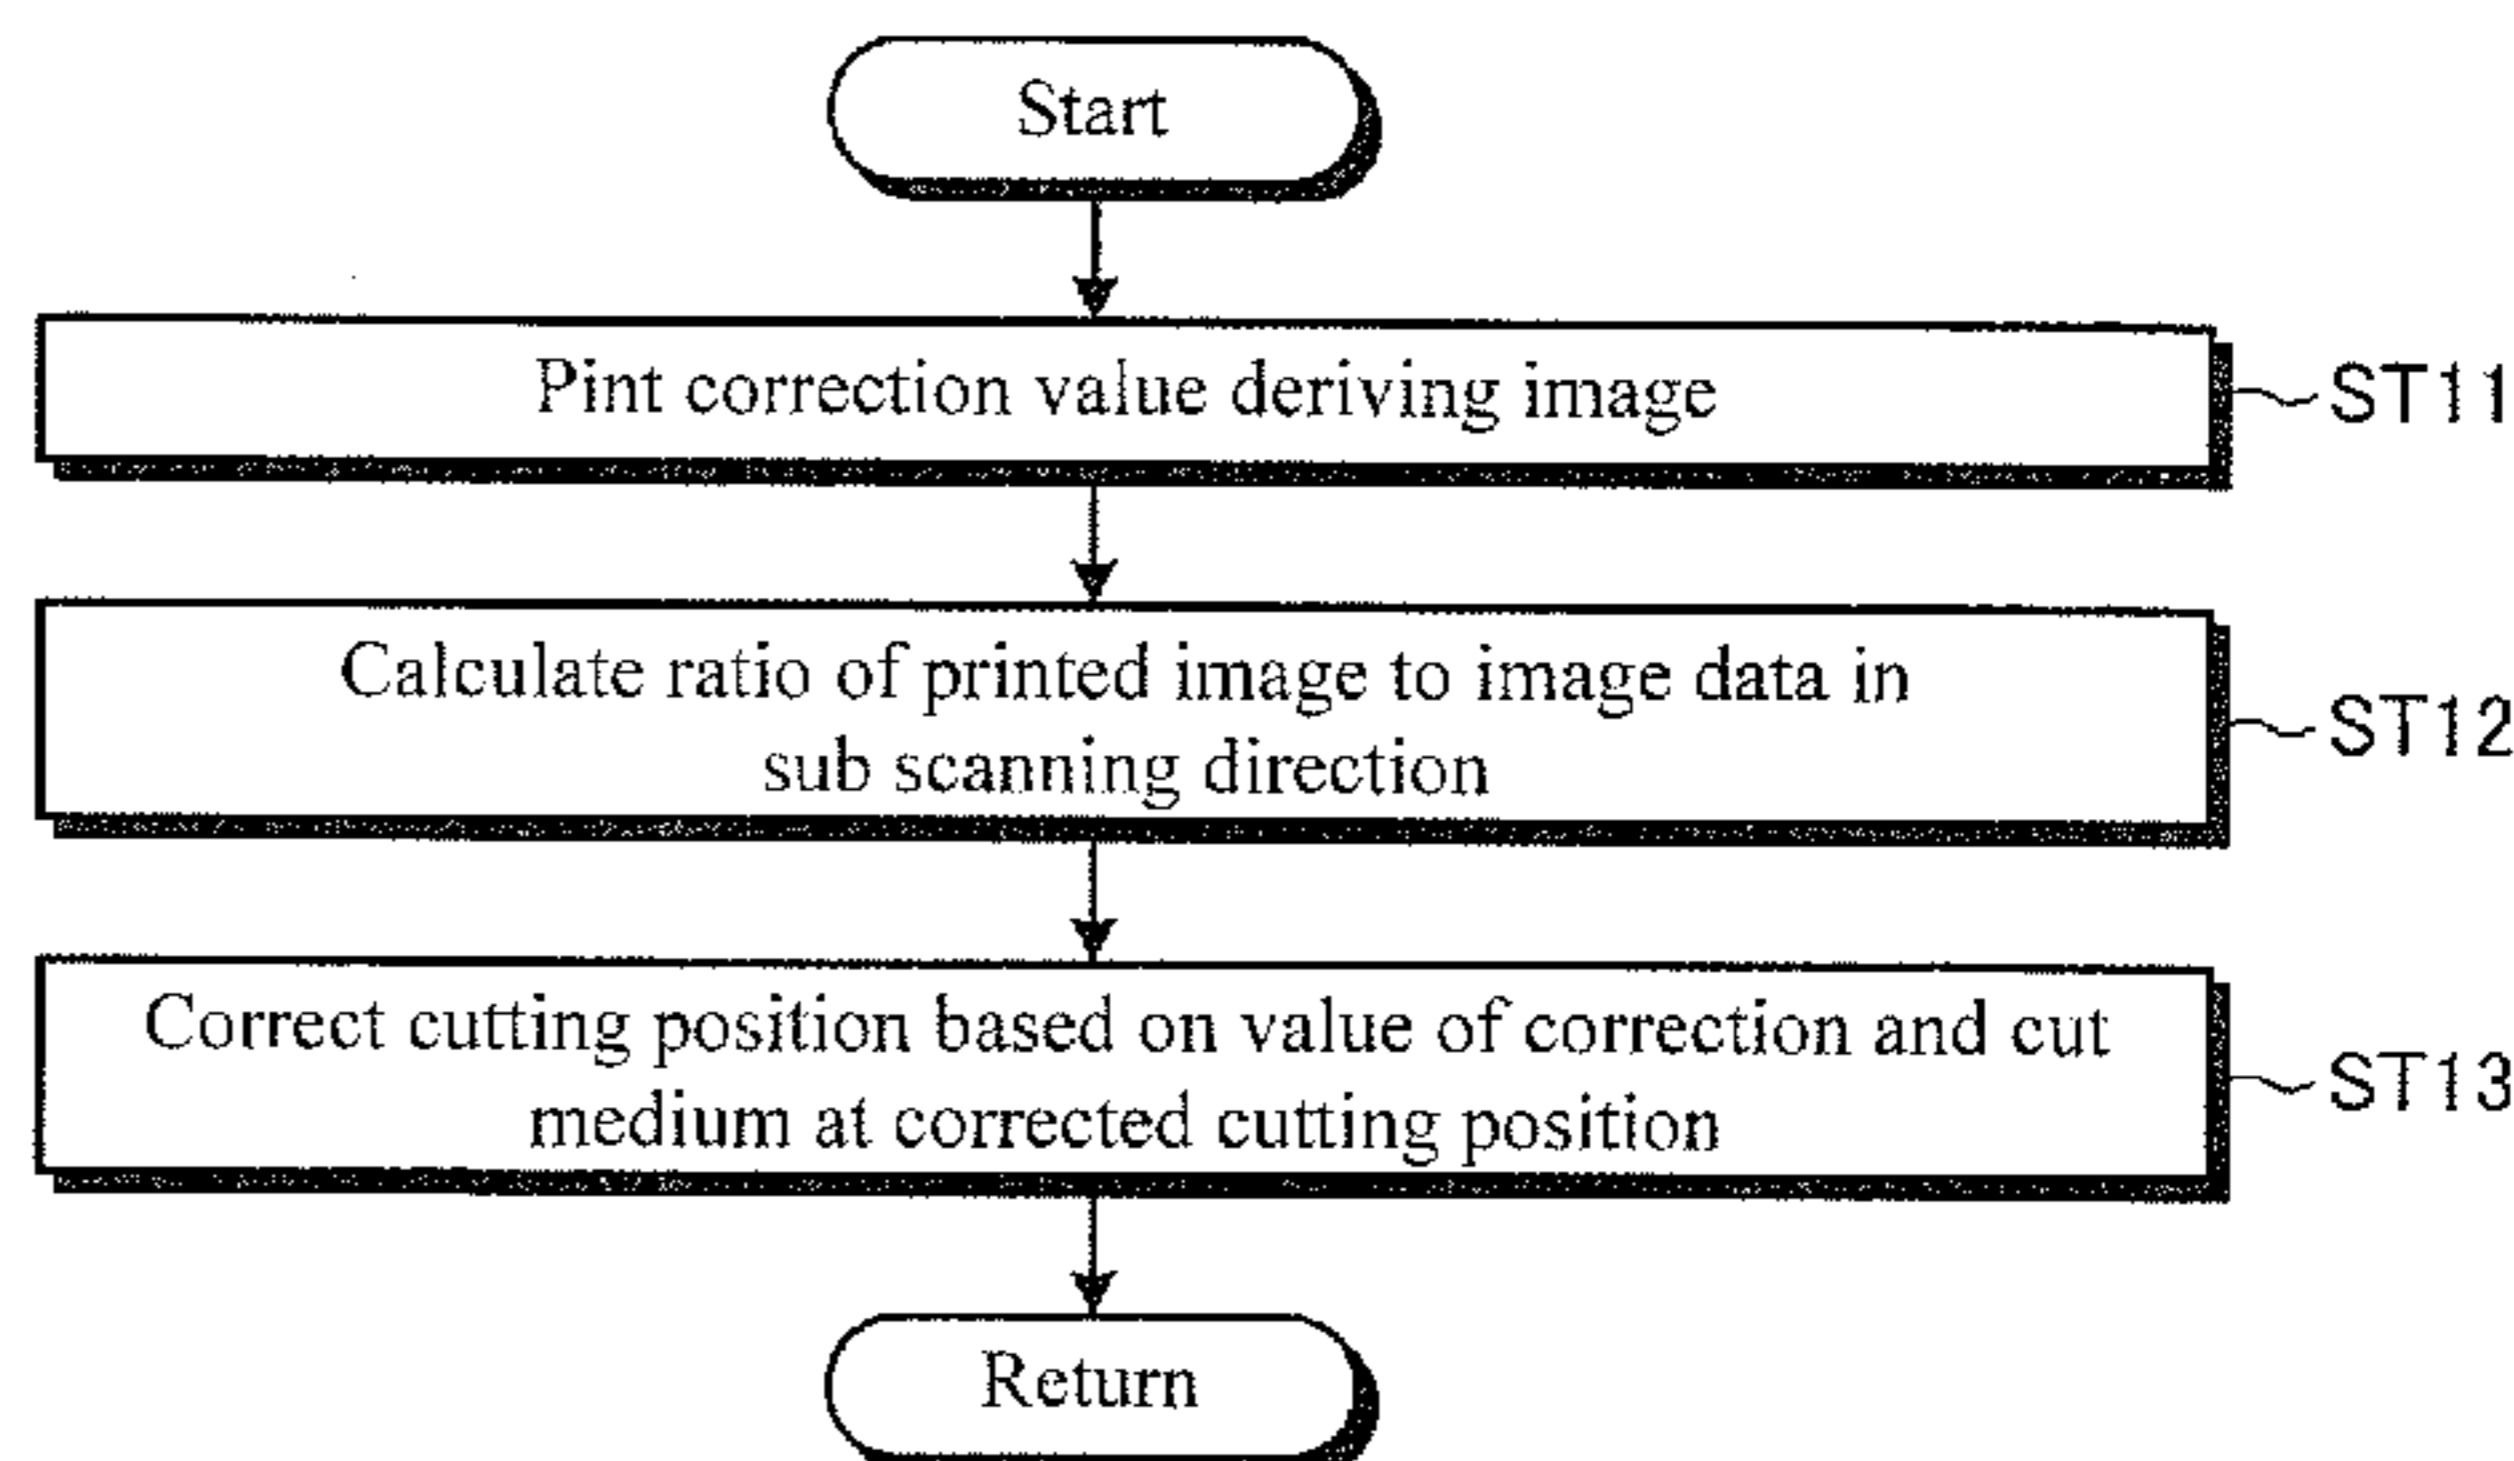 Start
Pint correction value deriving image
ST11
Calculate ratio of printed image to image data in
sub scanning direction
ST12
Correct cutting position based on value of correction and cut
medium at corrected cutting position
ST13
Return